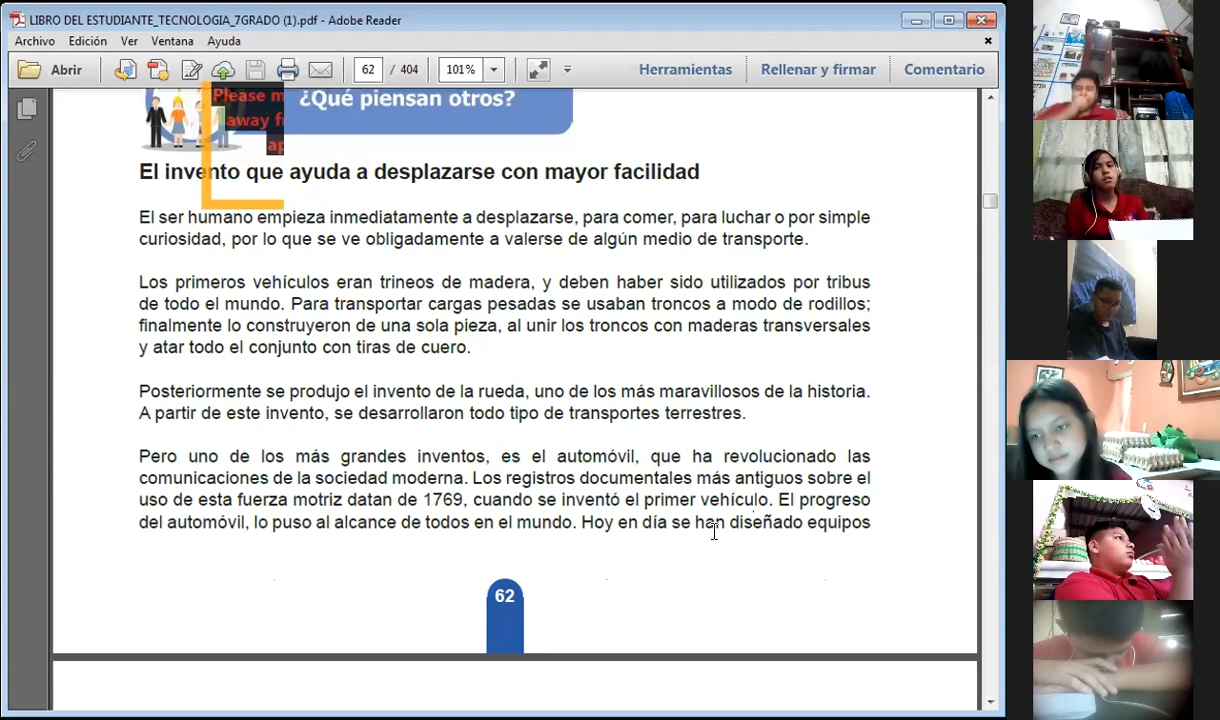 LIBRO DEL ESTUDIANTE_TECNOLOGIA_7GRADO (1).pdf - Adobe Reader
Archivo Edición Ver Ventana Ayuda
Abrir 62 / 404 101% Herramientas Rellenar y firmar Comentario
Please m
away f
ap
¿Qué piensan otros?
El invento que ayuda a desplazarse con mayor facilidad
El ser humano empieza inmediatamente a desplazarse, para comer, para luchar o por simple
curiosidad, por lo que se ve obligadamente a valerse de algún medio de transporte.
Los primeros vehículos eran trineos de madera, y deben haber sido utilizados por tribus
de todo el mundo. Para transportar cargas pesadas se usaban troncos a modo de rodillos;
finalmente lo construyeron de una sola pieza, al unir los troncos con maderas transversales
y atar todo el conjunto con tiras de cuero.
Posteriormente se produjo el invento de la rueda, uno de los más maravillosos de la historia.
A partir de este invento, se desarrollaron todo tipo de transportes terrestres.
Pero uno de los más grandes inventos, es el automóvil, que ha revolucionado las
comunicaciones de la sociedad moderna. Los registros documentales más antiguos sobre el
uso de esta fuerza motriz datan de 1769, cuando se inventó el primer vehículo. El progreso
del automóvil, lo puso al alcance de todos en el mundo. Hoy en día se han diseñado equipos
62